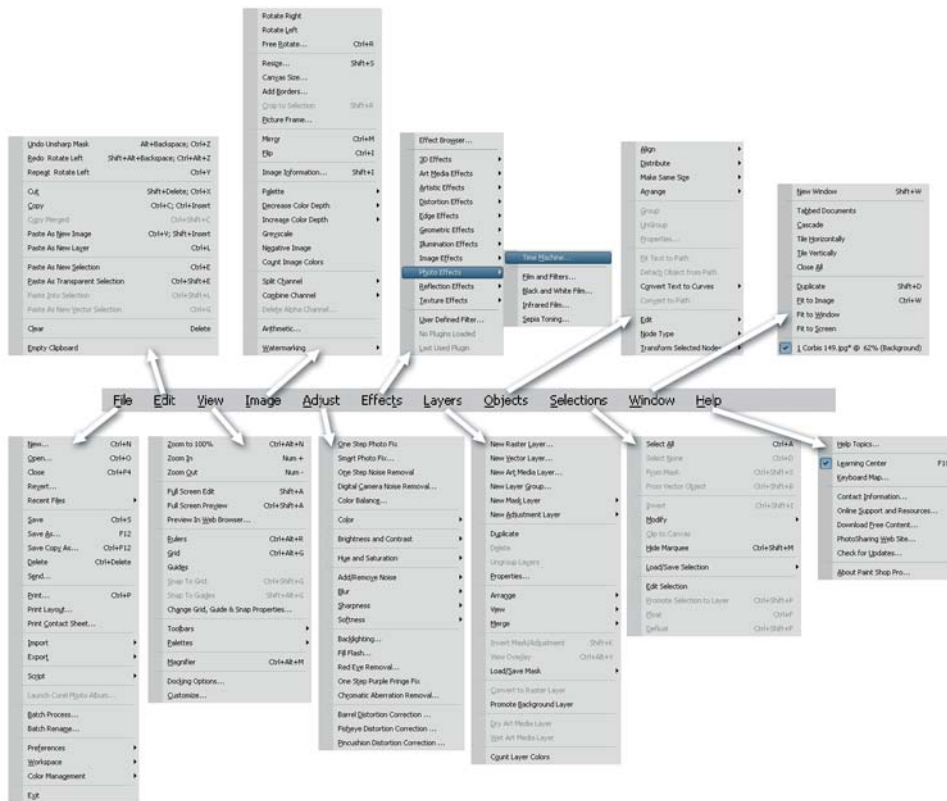 Rotate Right
Rotate Left
Free Rotate... Ctrl+R
Resize... Shift+S
Canvas Size...
Add Borders...
Crop to Selection Shift+R
Picture Frame...
Mirror Ctrl+M
Flip Ctrl+I
Image Information... Shift+I
Palette
Decrease Color Depth
Increase Color Depth
Greyscale
Negative Image
Count Image Colors
Split Channel
Combine Channel
Delete Alpha Channel...
Arithmetic...
Watermarking
Undo Unsharp Mask Alt+Backspace; Ctrl+Z
Redo Rotate Left Shift+Alt+Backspace; Ctrl+Alt+Z
Repeat Rotate Left Ctrl+Y
Cut Shift+Delete; Ctrl+X
Copy Ctrl+C; Ctrl+Insert
Copy Merged Ctrl+Shift+C
Paste As New Image Ctrl+V; Shift+Insert
Paste As New Layer Ctrl+L
Paste As New Selection Ctrl+E
Paste As Transparent Selection Ctrl+Shift+E
Paste Into Selection Ctrl+Shift+L
Paste As New Vector Selection Ctrl+G
Clear Delete
Empty Clipboard
Effect Browser...
3D Effects
Art Media Effects
Artistic Effects
Distortion Effects
Edge Effects
Geometric Effects
Illumination Effects
Image Effects
Photo Effects
Reflection Effects
Texture Effects
User Defined Filter...
No Plugins Loaded
Last Used Plugin
Time Machine...
Film and Filters...
Black and White Film...
Infrared Film...
Sepia Toning...
Align
Distribute
Make Same Size
Arrange
Group
UnGroup
Properties...
Fit Text to Path
Detach Object from Path
Convert Text to Curves
Convert to Path
Edit
Node Type
Transform Selected Nodes
New Window Shift+W
Tabbed Documents
Cascade
Tile Horizontally
Tile Vertically
Close All
Duplicate Shift+D
Fit to Image Ctrl+W
Fit to Window
Fit to Screen
1 Corbis 149.jpg* @ 62% (Background)
File Edit View Image Adjust Effects Layers Objects Selections Window Help
New... Ctrl+N
Open... Ctrl+O
Close Ctrl+F4
Revert...
Recent Files
Save Ctrl+S
Save As... F12
Save Copy As... Ctrl+F12
Delete Ctrl+Delete
Send...
Print... Ctrl+P
Print Layout...
Print Contact Sheet...
Import
Export
Script
Launch Corel Photo Album...
Batch Process...
Batch Rename...
Preferences
Workspace
Color Management
Exit
Zoom to 100% Ctrl+Alt+N
Zoom In Num +
Zoom Out Num -
Full Screen Edit Shift+A
Full Screen Preview Ctrl+Shift+A
Preview In Web Browser...
Rulers Ctrl+Alt+R
Grid Ctrl+Alt+G
Guides
Snap To Grid Ctrl+Shift+G
Snap To Guides Shift+Alt+G
Change Grid, Guide & Snap Properties...
Toolbars
Palettes
Magnifier Ctrl+Alt+M
Docking Options...
Customize...
One Step Photo Fix
Smart Photo Fix...
One Step Noise Removal
Digital Camera Noise Removal...
Color Balance...
Color
Brightness and Contrast
Hue and Saturation
Add/Remove Noise
Blur
Sharpness
Softness
Backlighting...
Fill Flash...
Red Eye Removal...
One Step Purple Fringe Fix
Chromatic Aberration Removal...
Barrel Distortion Correction ...
Fisheye Distortion Correction ...
Pincushion Distortion Correction ...
New Raster Layer...
New Vector Layer...
New Art Media Layer...
New Layer Group...
New Mask Layer
New Adjustment Layer
Duplicate
Delete
Ungroup Layers
Properties...
Arrange
View
Merge
Invert Mask/Adjustment Shift+K
View Overlay Ctrl+Alt+V
Load/Save Mask
Convert to Raster Layer
Promote Background Layer
Dry Art Media Layer
Wet Art Media Layer
Count Layer Colors
Select All Ctrl+A
Select None Ctrl+D
From Mask Ctrl+Shift+S
From Vector Object Ctrl+Shift+B
Invert Ctrl+Shift+I
Modify
Clip to Canvas
Hide Marquee Ctrl+Shift+M
Load/Save Selection
Edit Selection
Promote Selection to Layer Ctrl+Shift+P
Float Ctrl+F
Defloat Ctrl+Shift+F
Help Topics...
Learning Center
Keyboard Map...
Contact Information...
Online Support and Resources...
Download Free Content...
PhotoSharing Web Site...
Check for Updates...
About Paint Shop Pro...